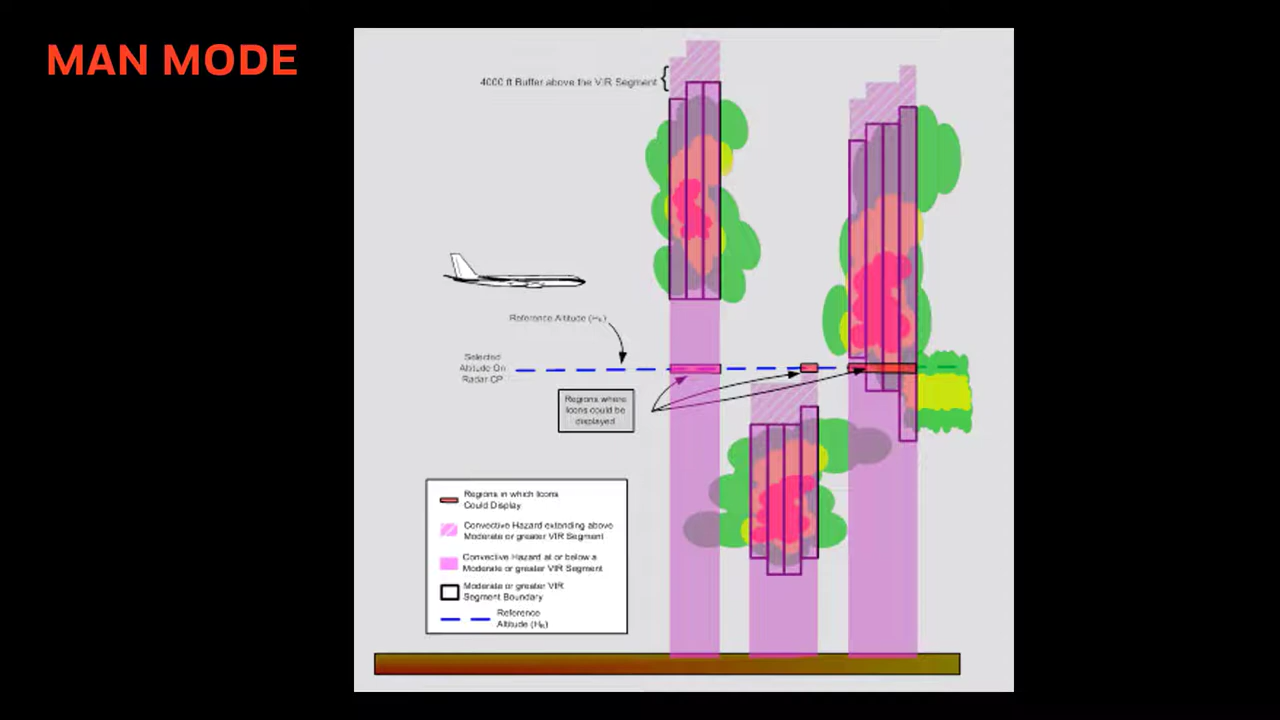 MAN MODE
4000 ft Buffer above the VIR Segment
Reference Altitude (HR)
Selected
Altitude On
Radar CP
Regions where
Icons could be
displayed
Regions in which Icons
Could Display
Convective Hazard extending above
Moderate or greater VIR Segment
Convective Hazard at or below a
Moderate or greater VIR Segment
Moderate or greater VIR
Segment Boundary
Reference
Altitude (HR)